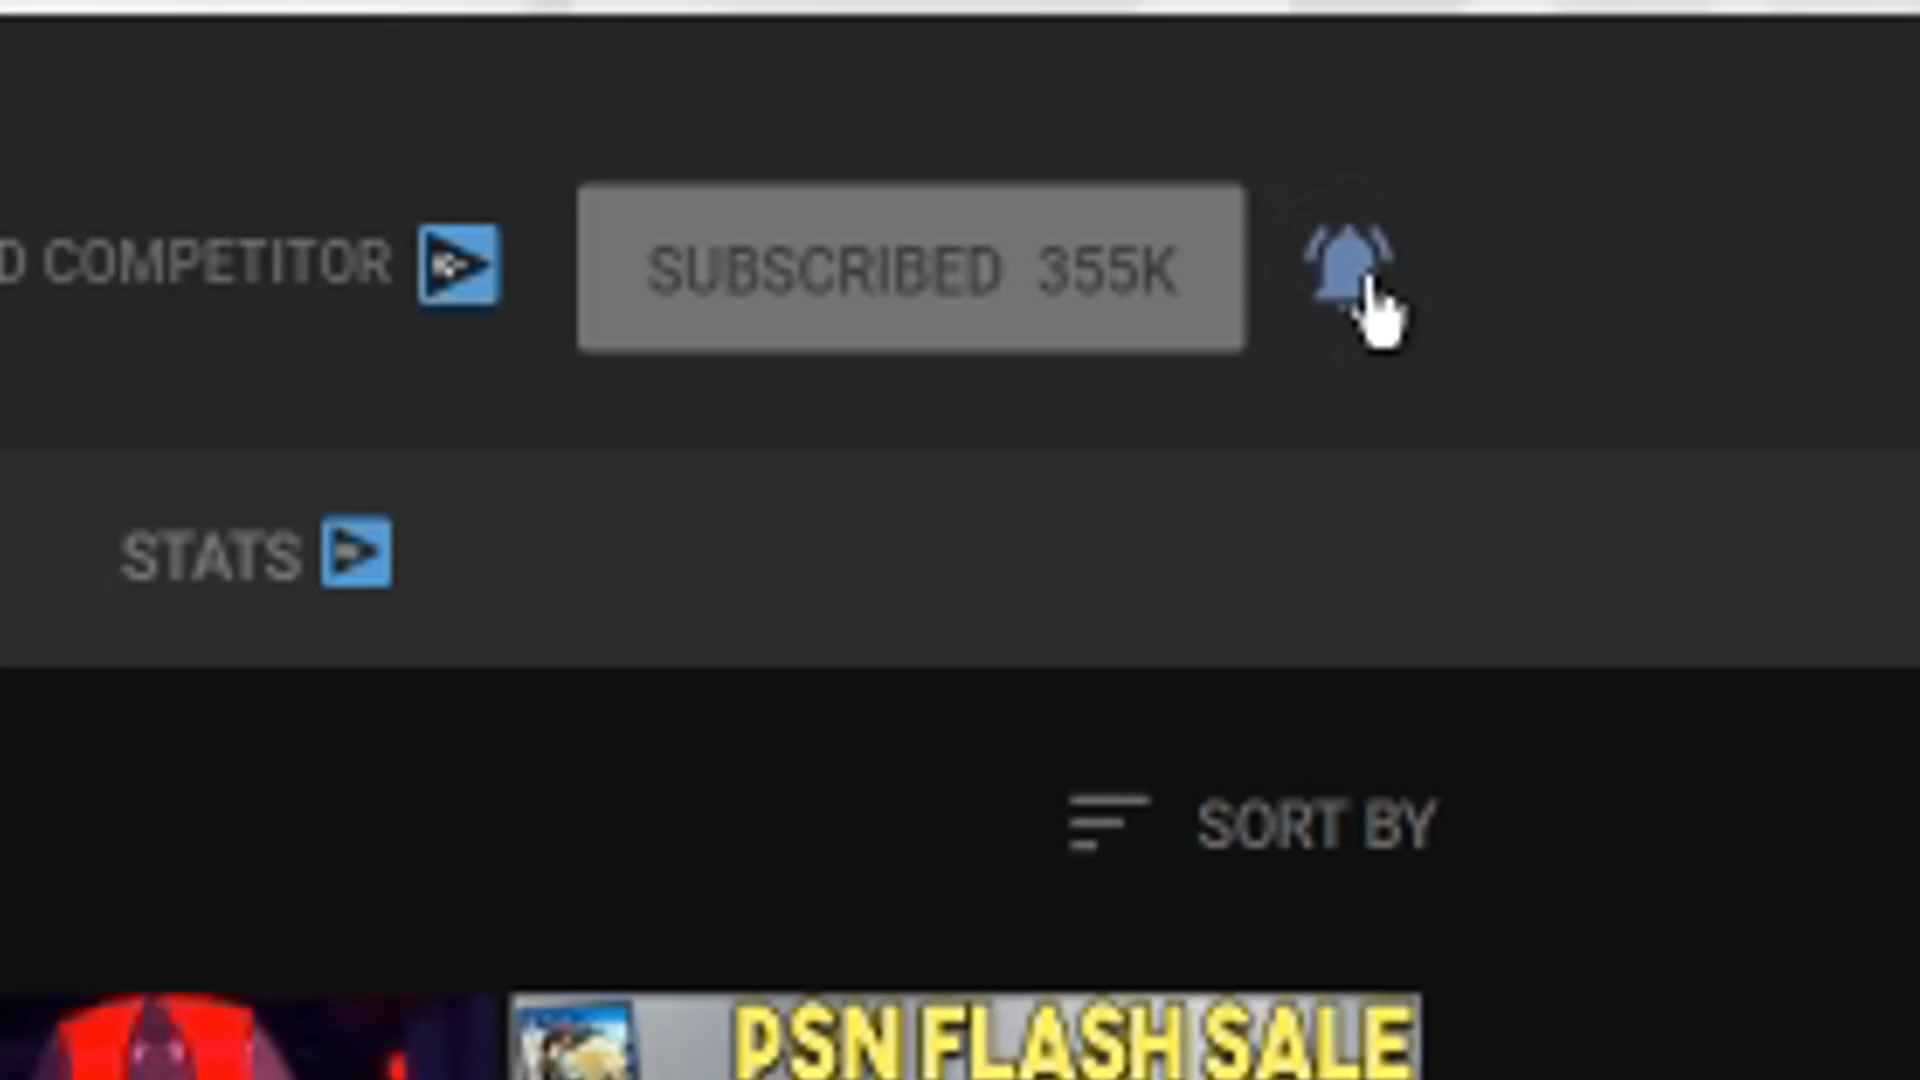 D COMPETITOR
SUBSCRIBED 355K
STATS
SORT BY
PSN FLASH SALE